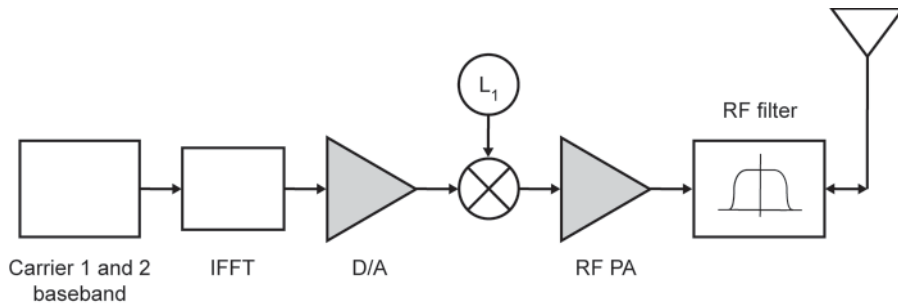 L₁
RF filter
Carrier 1 and 2
baseband
IFFT
D/A
RF PA